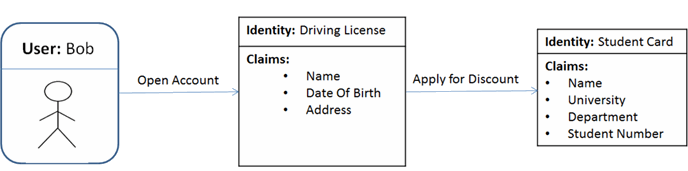 User: Bob
Open Account
Identity: Driving License
Claims:
• Name
• Date Of Birth
• Address
Apply for Discount
Identity: Student Card
Claims:
• Name
• University
• Department
• Student Number